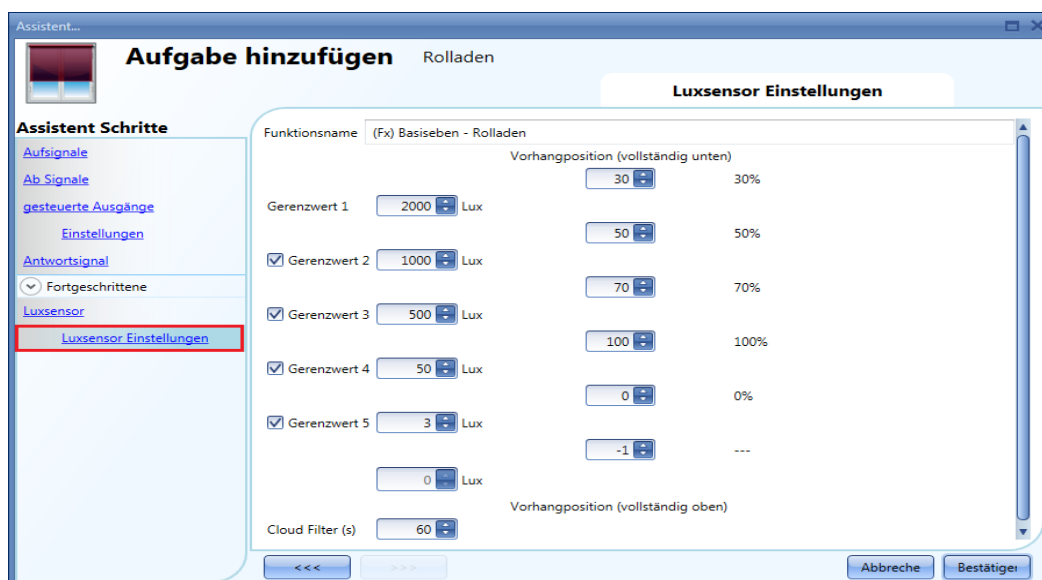 Assistent...
Aufgabe hinzufügen Rolladen
Luxsensor Einstellungen
Assistent Schritte
Aufsignale
Ab Signale
gesteuerte Ausgänge
Einstellungen
Antwortsignal
Fortgeschrittene
Luxsensor
Luxsensor Einstellungen
Funktionsname (Fx) Basiseben - Rolladen
Vorhangposition (vollständig unten)
30 30%
Gerenzwert 1 2000 Lux
50 50%
Gerenzwert 2 1000 Lux
70 70%
Gerenzwert 3 500 Lux
100 100%
Gerenzwert 4 50 Lux
0 0%
Gerenzwert 5 3 Lux
-1 ---
0 Lux
Vorhangposition (vollständig oben)
Cloud Filter (s) 60
<<< >>> Abbreche Bestätiger